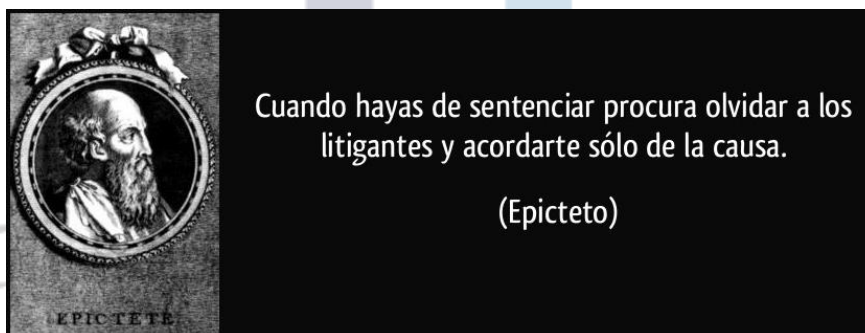 Cuando hayas de sentenciar procura olvidar a los
litigantes y acordarte sólo de la causa.
(Epicteto)
EPICTETE